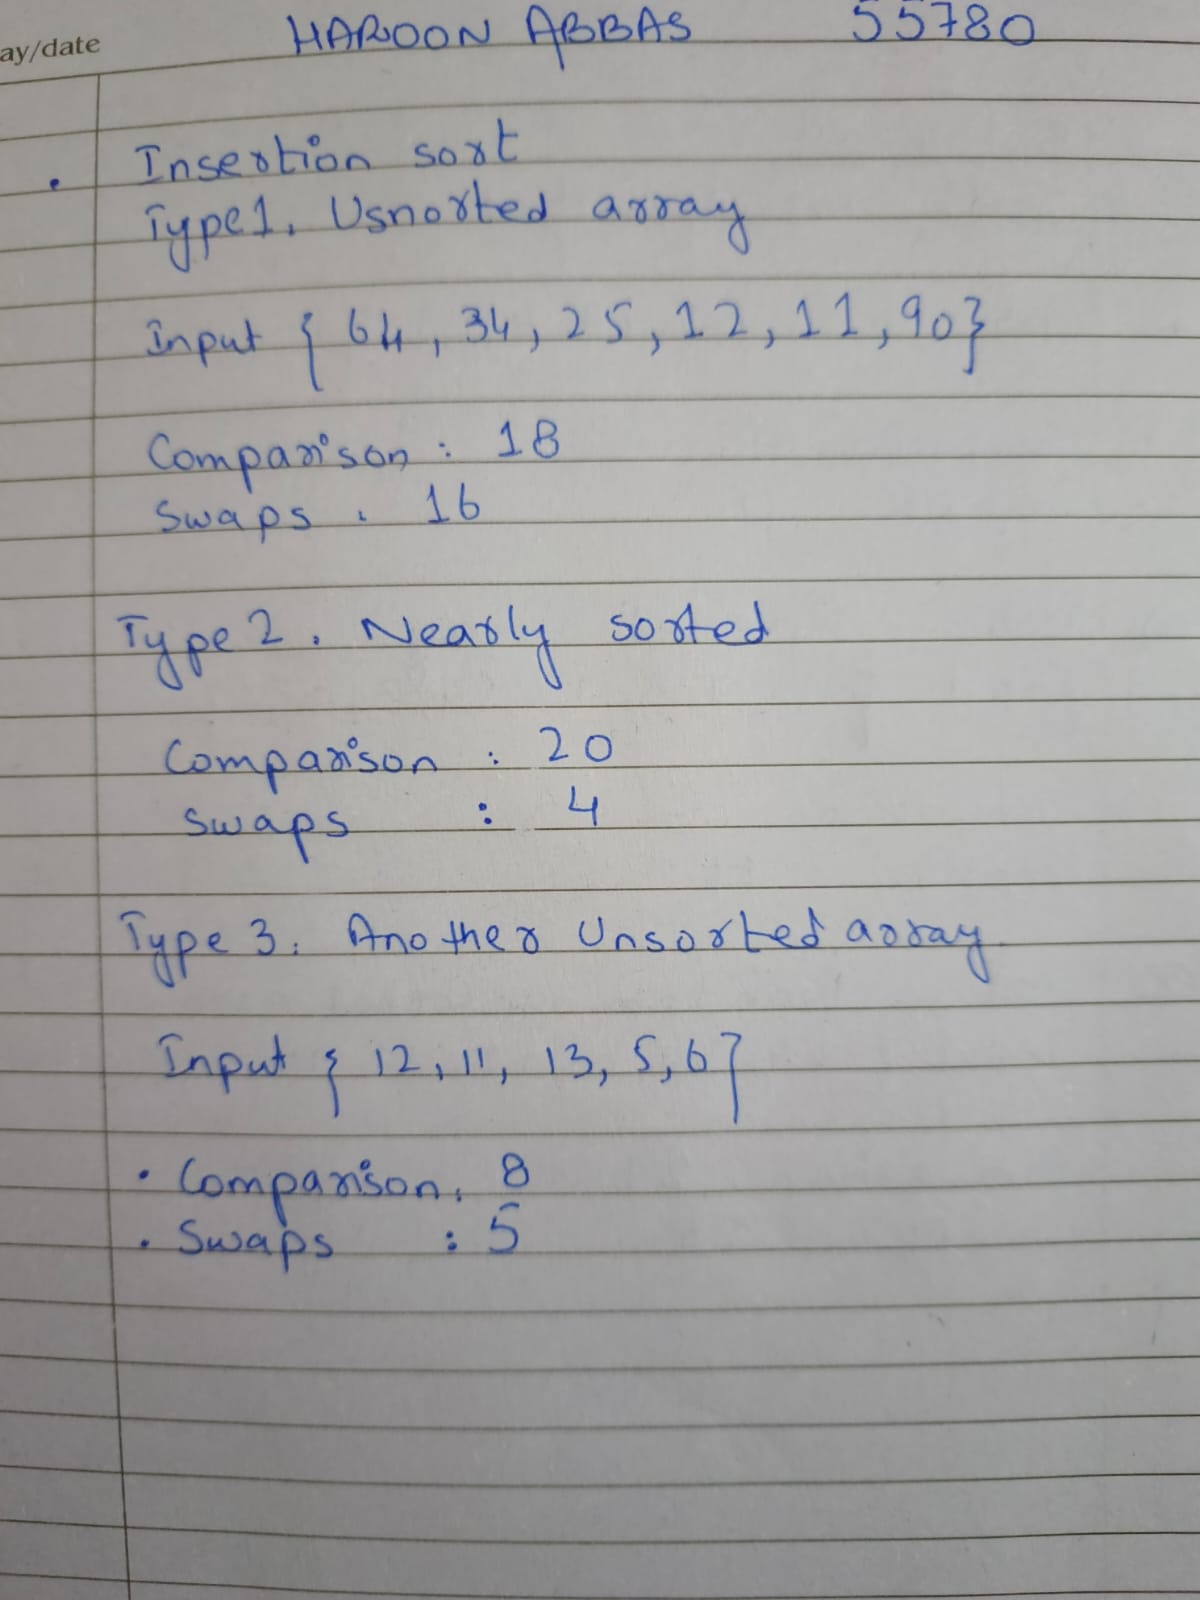 ay/date
HAROON ABBAS 55780
• Insertion sort
Type1. Usnorted array
Input { 64, 34, 25, 12, 11, 90}
Comparison : 18
Swaps . 16
Type 2. Nearly sorted
Comparison : 20
Swaps : 4
Type 3. Another Unsorted array
Input { 12, 11, 13, 5, 6}
• Comparison. 8
• Swaps : 5